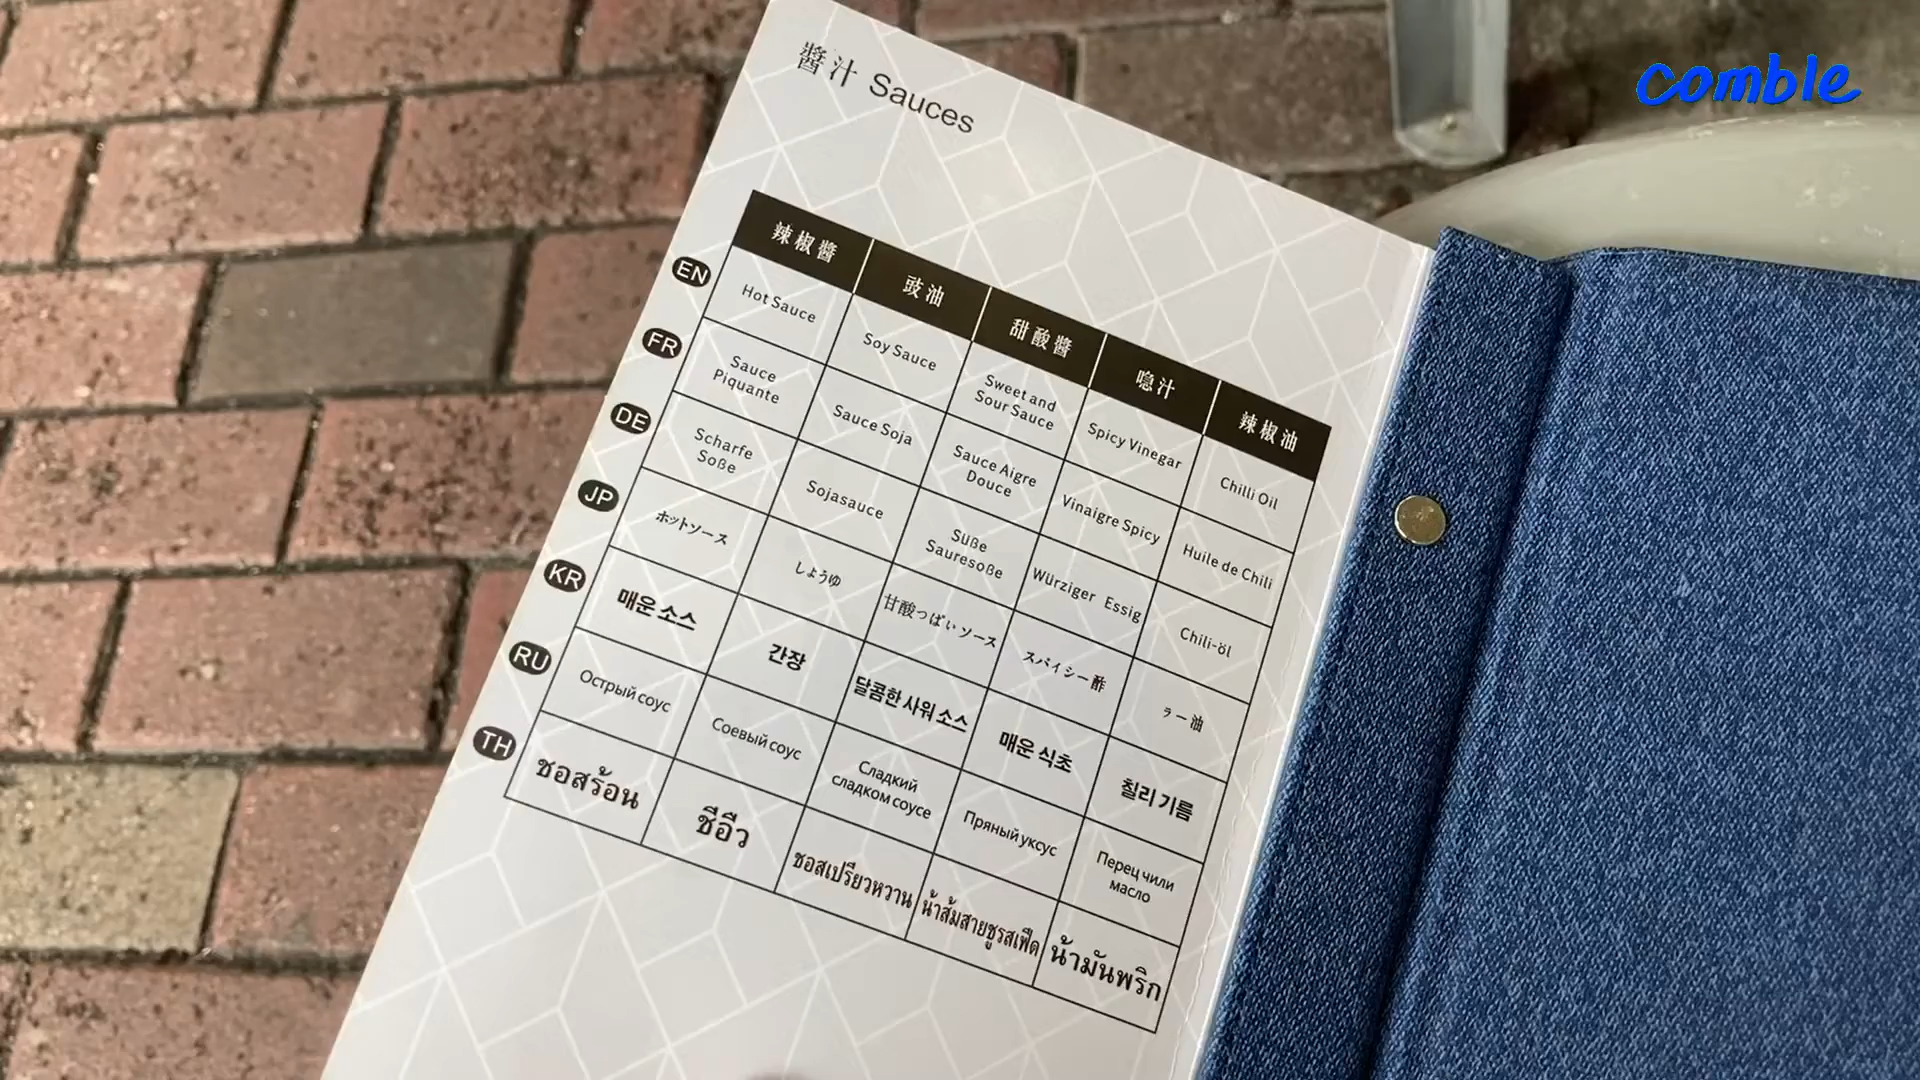 comble
醬汁 Sauces
辣椒醬
豉油
甜酸醬
喼汁
辣椒油
EN
Hot Sauce
Soy Sauce
Sweet and
Sour Sauce
Spicy Vinegar
Chilli Oil
FR
Sauce
Piquante
Sauce Soja
Sauce Aigre
Douce
Vinaigre Spicy
Huile de Chili
DE
Scharfe
Soße
Sojasauce
Süße
Sauresoße
Würziger Essig
Chili-öl
JP
ホットソース
しょうゆ
甘酸っぱいソース
スパイシー酢
ラー油
KR
매운 소스
간장
달콤한 사워 소스
매운 식초
칠리 기름
RU
Острый соус
Соевый соус
Сладкий
сладком соусе
Пряный уксус
Перец чили
масло
TH
ซอสร้อน
ซีอีว
ซอสเปรียวหวาน
น้ำส้มสายชูรสเผ็ด
น้ำมันพริก